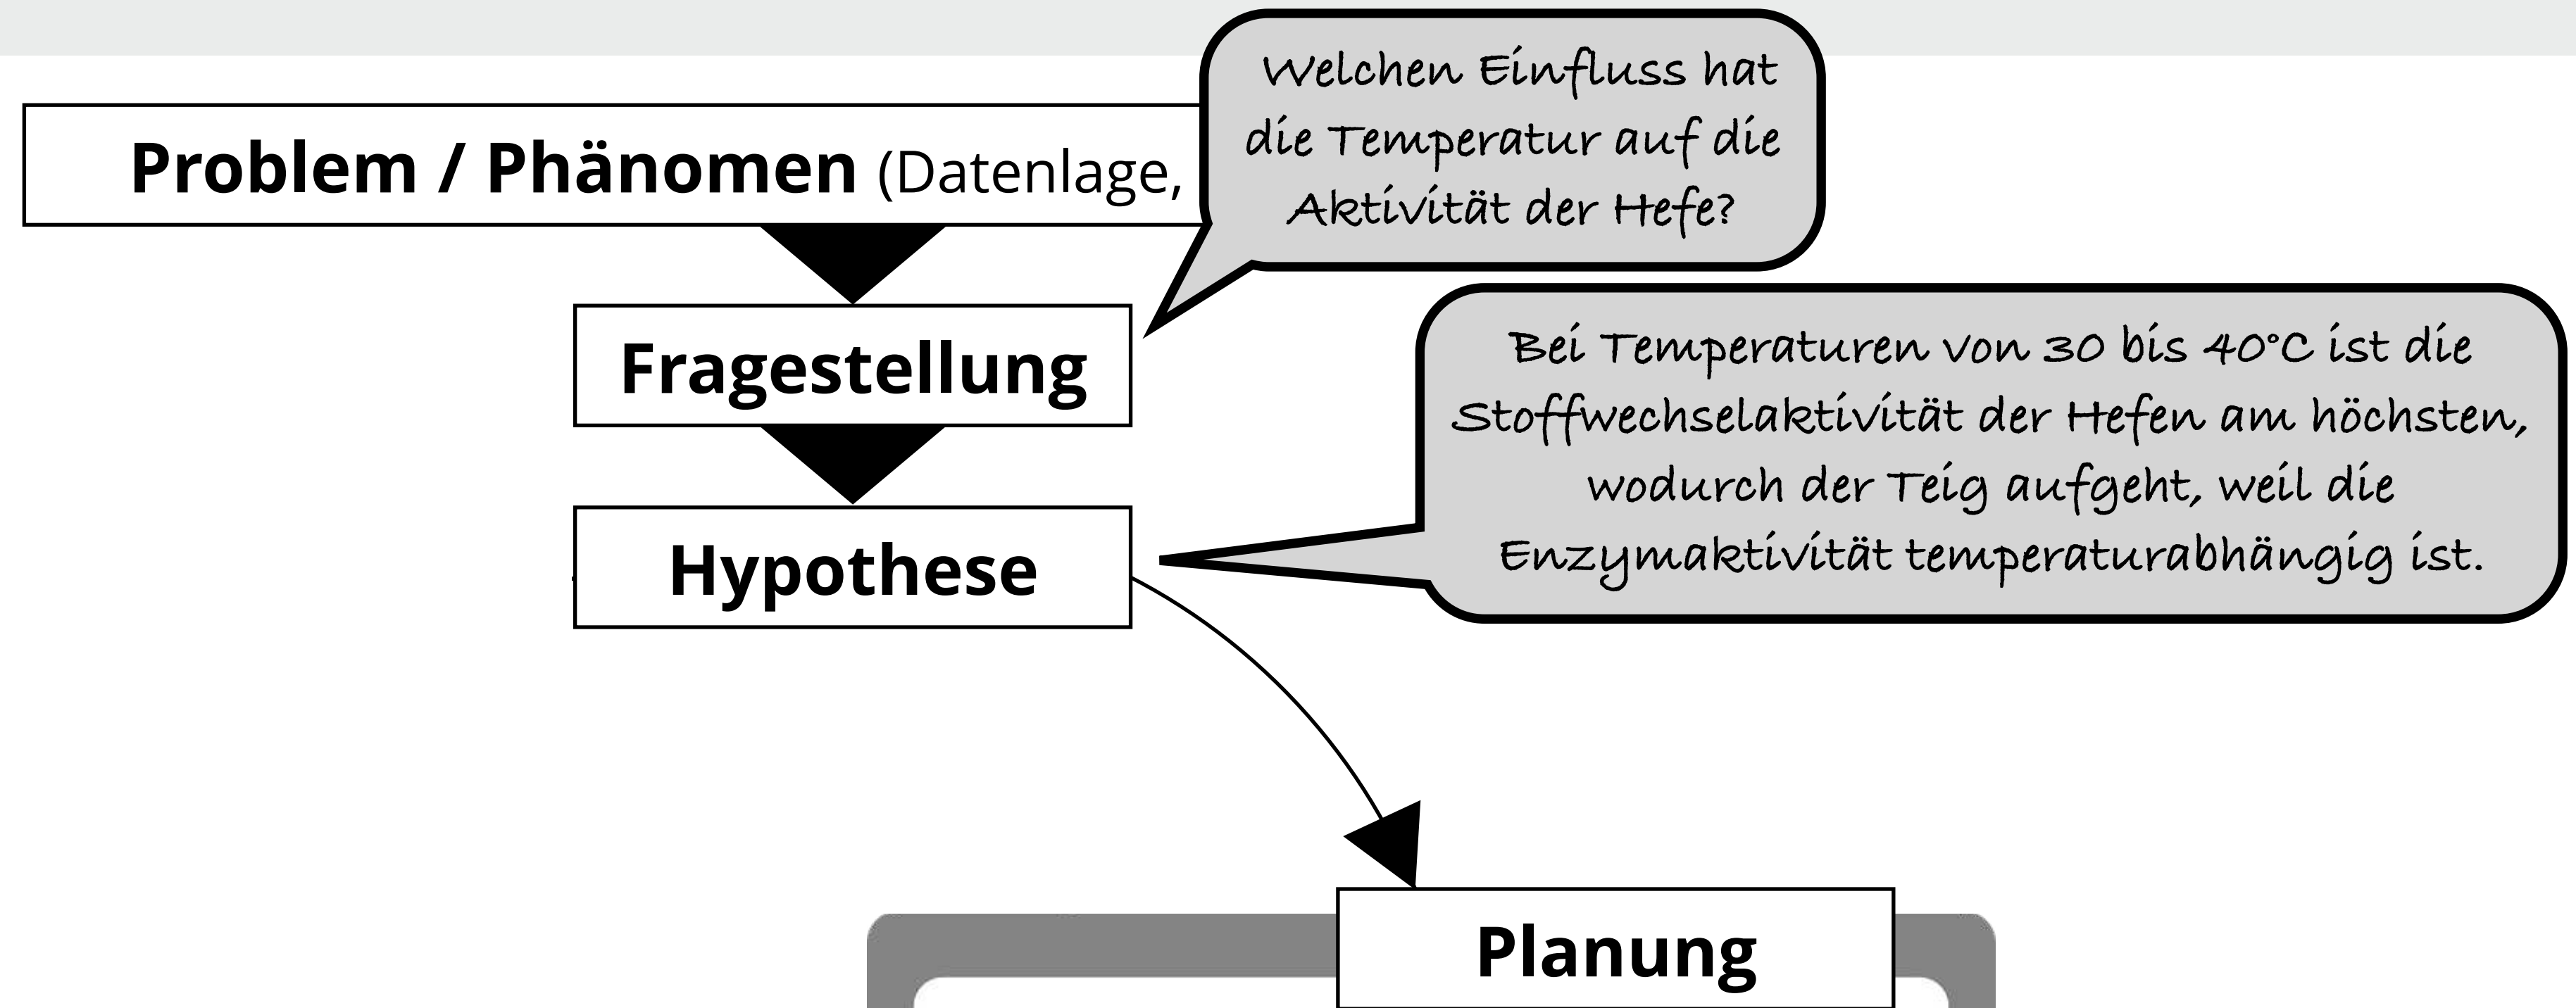 Welchen Einfluss hat
die Temperatur auf die
Aktivität der Hefe?
Problem / Phänomen (Datenlage,
Fragestellung
Bei Temperaturen von 30 bis 40°C ist die
Stoffwechselaktivität der Hefen am höchsten,
wodurch der Teig aufgeht, weil die
Enzymaktivität temperaturabhängig ist.
Hypothese
Planung